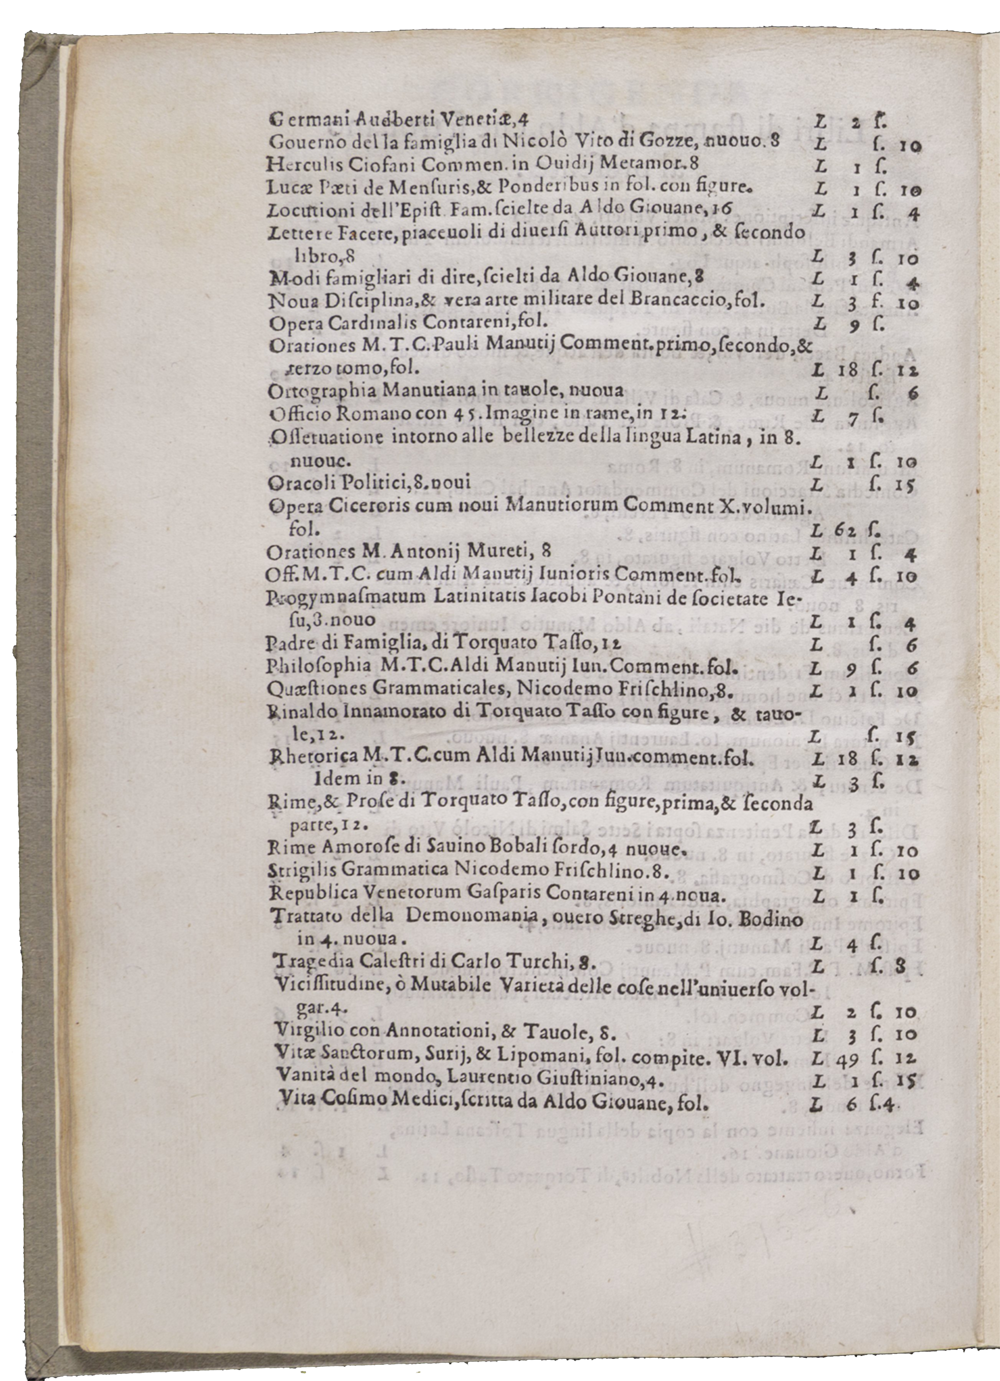 Germani Audberti Venetiæ,4 L 2 ſ.
Gouerno della famiglia di Nicolò Vito di Gozze, nuouo.8 L ſ. 10
Herculis Ciofani Commen. in Ouidij Metamor.8 L 1 ſ.
Lucæ Pæti de Menſuris,& Ponderibus in fol. con figure. L 1 ſ. 10
Locutioni dell'Epiſt. Fam. ſcielte da Aldo Giouane,16 L 1 ſ. 4
Lettere Facete, piaceuoli di diuerſi Auttori primo, & ſecondo
libro,8 L 3 ſ. 10
Modi famigliari di dire, ſcielti da Aldo Giouane,8 L 1 ſ. 4
Noua Diſciplina,& vera arte militare del Brancaccio,fol. L 3 ſ. 10
Opera Cardinalis Contareni,fol. L 9 ſ.
Orationes M.T.C.Pauli Manutij Comment.primo,ſecondo,&
terzo tomo,fol. L 18 ſ. 12
Ortographia Manutiana in tauole, nuoua L ſ. 6
Officio Romano con 45.Imagine in rame,in 12. L 7 ſ.
Oſſeruatione intorno alle bellezze della lingua Latina, in 8.
nuoue. L 1 ſ. 10
Oracoli Politici,8.noui L ſ. 15
Opera Ciceroris cum noui Manutiorum Comment X.volumi.
fol. L 62 ſ.
Orationes M. Antonij Mureti, 8 L 1 ſ. 4
Off.M.T.C. cum Aldi Manutij Iunioris Comment.fol. L 4 ſ. 10
Progymnaſmatum Latinitatis Iacobi Pontani de ſocietate Ie-
ſu,8.nouo L 1 ſ. 4
Padre di Famiglia, di Torquato Taſſo,12 L ſ. 6
Philoſophia M.T.C.Aldi Manutij Iun.Comment.fol. L 9 ſ. 6
Quæſtiones Grammaticales, Nicodemo Friſchlino,8. L 1 ſ. 10
Rinaldo Innamorato di Torquato Taſſo con figure, & tauo-
le,12. L ſ. 15
Rhetorica M.T.C.cum Aldi Manutij Iun.comment.fol. L 18 ſ. 12
Idem in 8. L 3 ſ.
Rime,& Proſe di Torquato Taſſo,con figure,prima,& ſeconda
parte,12. L 3 ſ.
Rime Amoroſe di Sauino Bobali ſordo,4 nuoue. L 1 ſ. 10
Strigilis Grammatica Nicodemo Friſchlino.8. L 1 ſ. 10
Republica Venetorum Gaſparis Contareni in 4.noua. L 1 ſ.
Trattato della Demonomania, ouero Streghe,di Io. Bodino
in 4. nuoua. L 4 ſ.
Tragedia Caleſtri di Carlo Turchi,8. L ſ. 8
Viciſſitudine, ò Mutabile Varietà delle coſe nell'vniuerſo vol-
gar.4. L 2 ſ. 10
Virgilio con Annotationi, & Tauole, 8. L 3 ſ. 10
Vitæ Sanctorum, Surij, & Lipomani, fol. compite. VI. vol. L 49 ſ. 12
Vanità del mondo, Laurentio Giuſtiniano,4. L 1 ſ. 15
Vita Coſimo Medici,ſcritta da Aldo Giouane, fol. L 6 ſ.4